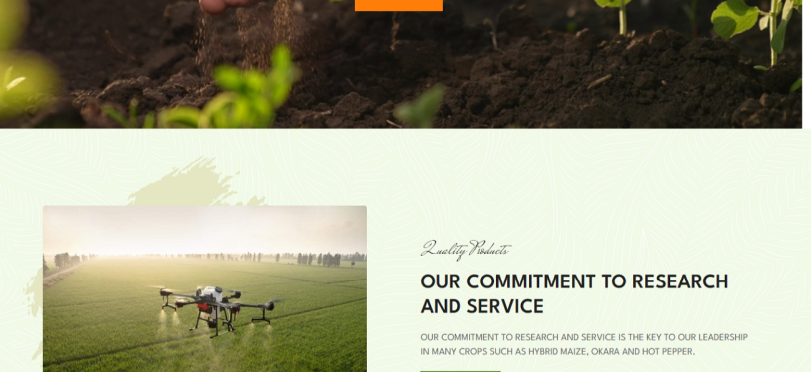 Quality Products
OUR COMMITMENT TO RESEARCH
AND SERVICE
OUR COMMITMENT TO RESEARCH AND SERVICE IS THE KEY TO OUR LEADERSHIP
IN MANY CROPS SUCH AS HYBRID MAIZE, OKARA AND HOT PEPPER.